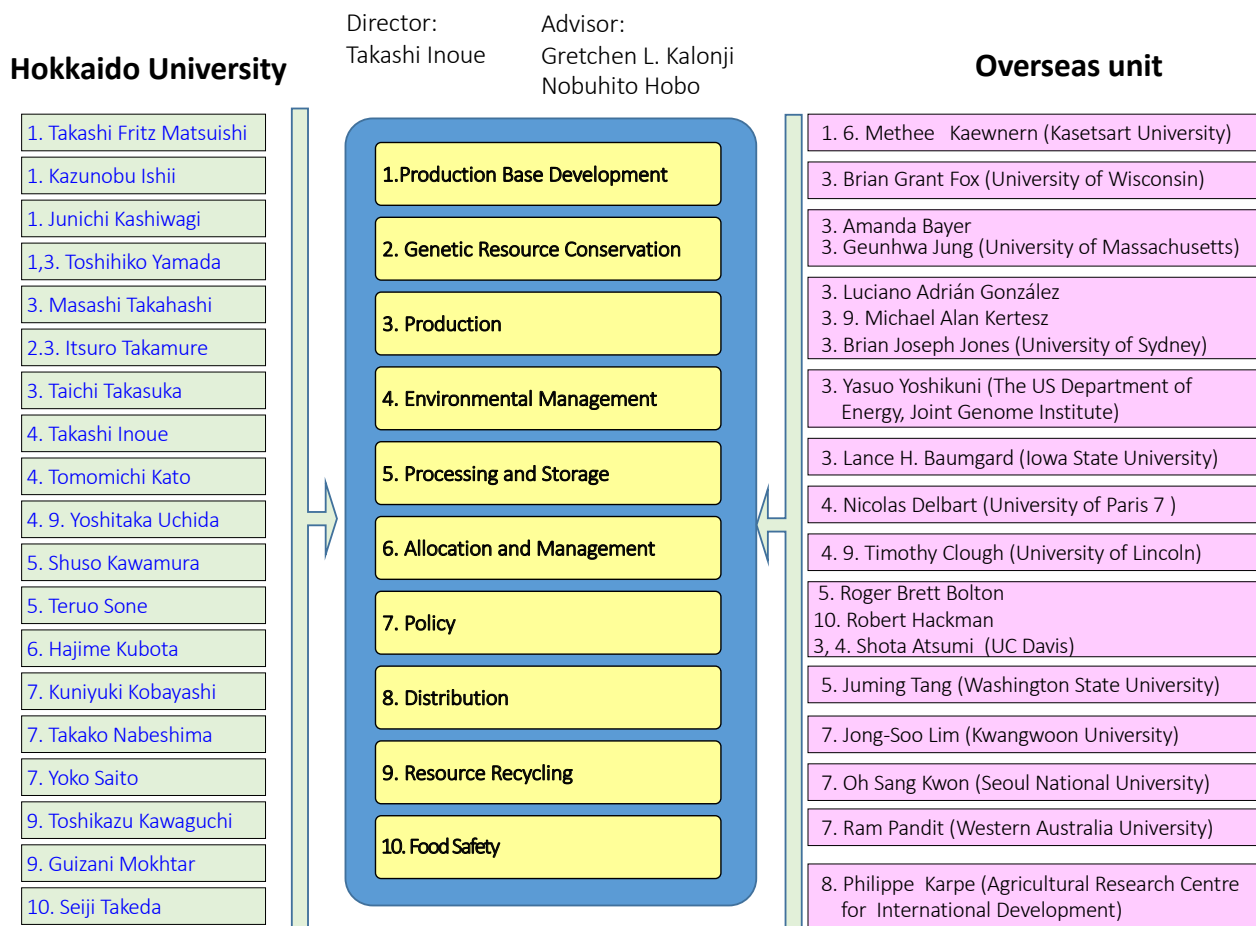 Director:
Takashi Inoue
Advisor:
Gretchen L. Kalonji
Nobuhito Hobo
Hokkaido University
1. Takashi Fritz Matsuishi
1. Kazunobu Ishii
1. Junichi Kashiwagi
1,3. Toshihiko Yamada
3. Masashi Takahashi
2.3. Itsuro Takamure
3. Taichi Takasuka
4. Takashi Inoue
4. Tomomichi Kato
4. 9. Yoshitaka Uchida
5. Shuso Kawamura
5. Teruo Sone
6. Hajime Kubota
7. Kuniyuki Kobayashi
7. Takako Nabeshima
7. Yoko Saito
9. Toshikazu Kawaguchi
9. Guizani Mokhtar
10. Seiji Takeda
1.Production Base Development
2. Genetic Resource Conservation
3. Production
4. Environmental Management
5. Processing and Storage
6. Allocation and Management
7. Policy
8. Distribution
9. Resource Recycling
10. Food Safety
Overseas unit
1. 6. Methee Kaewnern (Kasetsart University)
3. Brian Grant Fox (University of Wisconsin)
3. Amanda Bayer
3. Geunhwa Jung (University of Massachusetts)
3. Luciano Adrián González
3. 9. Michael Alan Kertesz
3. Brian Joseph Jones (University of Sydney)
3. Yasuo Yoshikuni (The US Department of
Energy, Joint Genome Institute)
3. Lance H. Baumgard (Iowa State University)
4. Nicolas Delbart (University of Paris 7 )
4. 9. Timothy Clough (University of Lincoln)
5. Roger Brett Bolton
10. Robert Hackman
3, 4. Shota Atsumi (UC Davis)
5. Juming Tang (Washington State University)
7. Jong-Soo Lim (Kwangwoon University)
7. Oh Sang Kwon (Seoul National University)
7. Ram Pandit (Western Australia University)
8. Philippe Karpe (Agricultural Research Centre
for International Development)